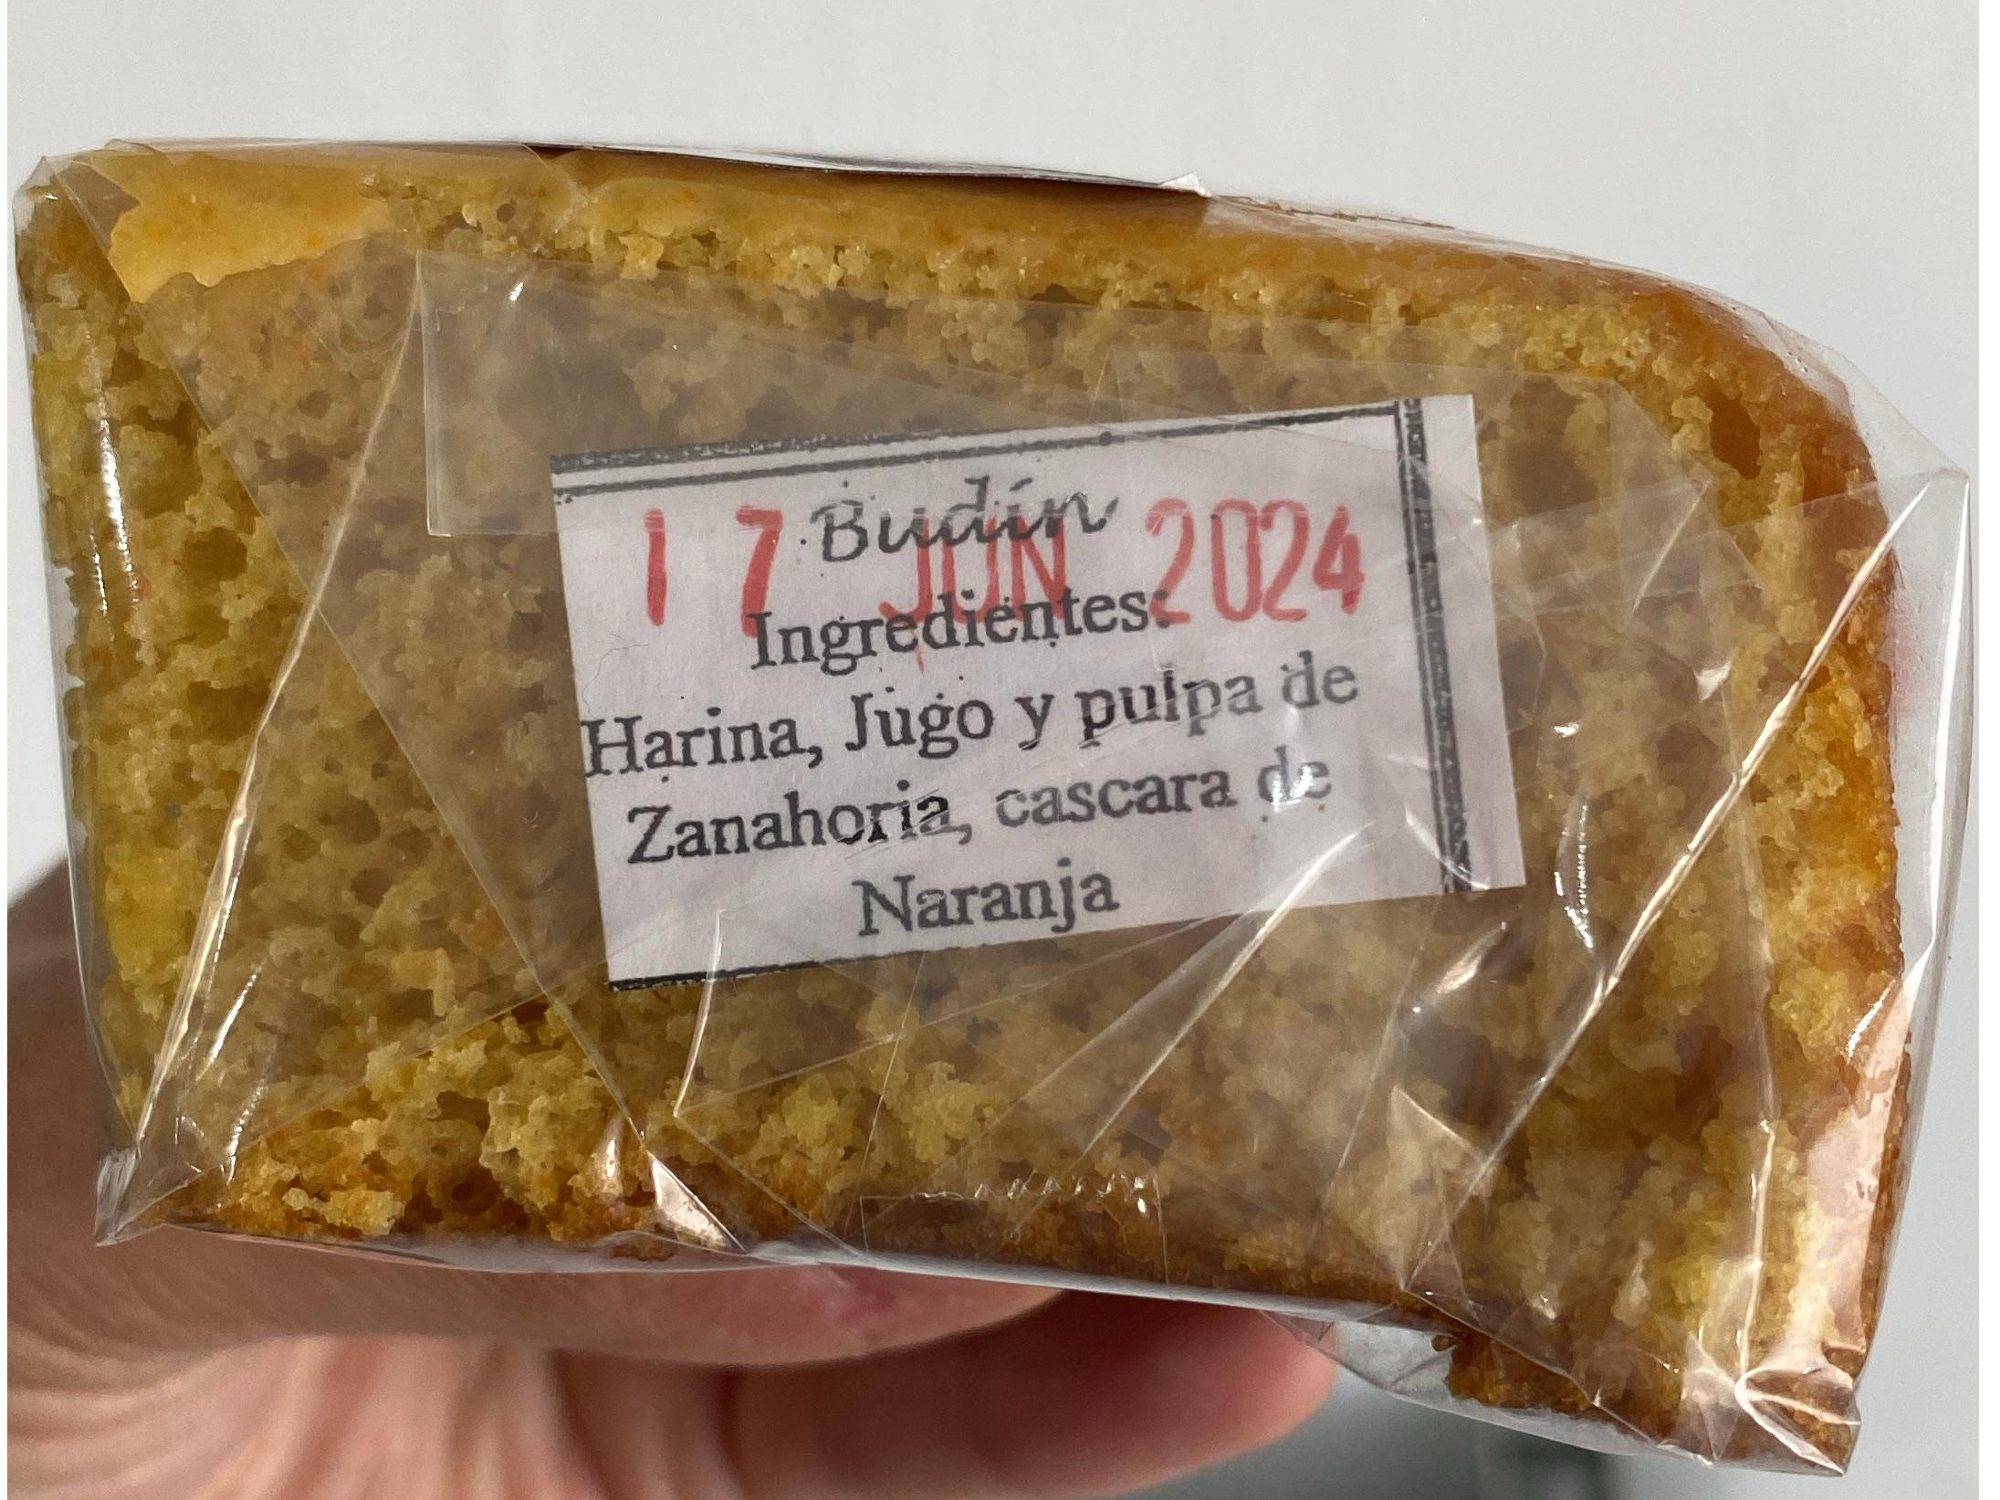 Budín
17 JUN 2024
Ingredientes:
Harina, Jugo y pulpa de
Zanahoria, cascara de
Naranja